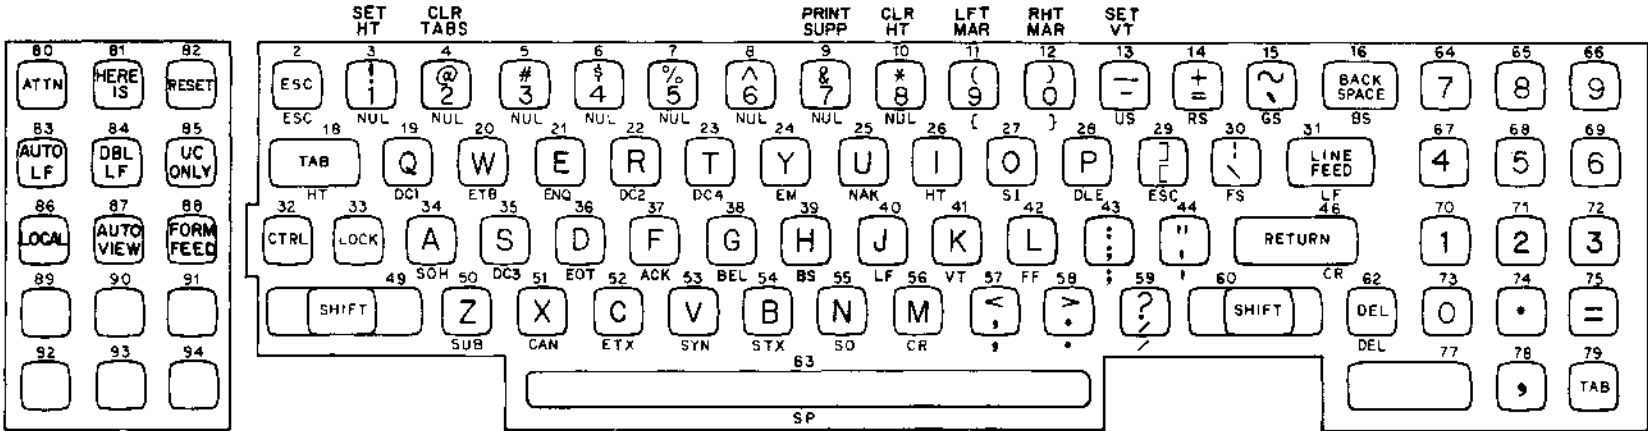 SET HT CLR TABS PRINT SUPP CLR HT LFT MAR RHT MAR SET VT
80 81 82 2 3 4 5 6 7 8 9 10 11 12 13 14 15 16 64 65 66
ATTN HERE IS RESET ESC ! 1 @ 2 # 3 $ 4 % 5 ^ 6 & 7 * 8 ( 9 ) 0 — - + = ~ \ BACK SPACE 7 8 9
ESC NUL NUL NUL NUL NUL NUL NUL NUL [ } US RS GS BS
83 84 85 18 19 20 21 22 23 24 25 26 27 28 29 30 31 67 68 69
AUTO LF DBL LF UC ONLY TAB Q W E R T Y U I O P ] [ ¦ \ LINE FEED 4 5 6
HT DC1 ETB ENQ DC2 DC4 EM NAK HT SI DLE ESC FS LF
86 87 88 32 33 34 35 36 37 38 39 40 41 42 43 44 46 70 71 72
LOCAL AUTO VIEW FORM FEED CTRL LOCK A S D F G H J K L : ; " ' RETURN 1 2 3
SOH DC3 EOT ACK BEL BS LF VT FF ; ' CR
89 90 91 49 50 51 52 53 54 55 56 57 58 59 60 62 73 74 75
SHIFT Z X C V B N M < , > . ? / SHIFT DEL 0 . =
SUB CAN ETX SYN STX SO CR , . / DEL
92 93 94 63 77 78 79
, TAB
SP